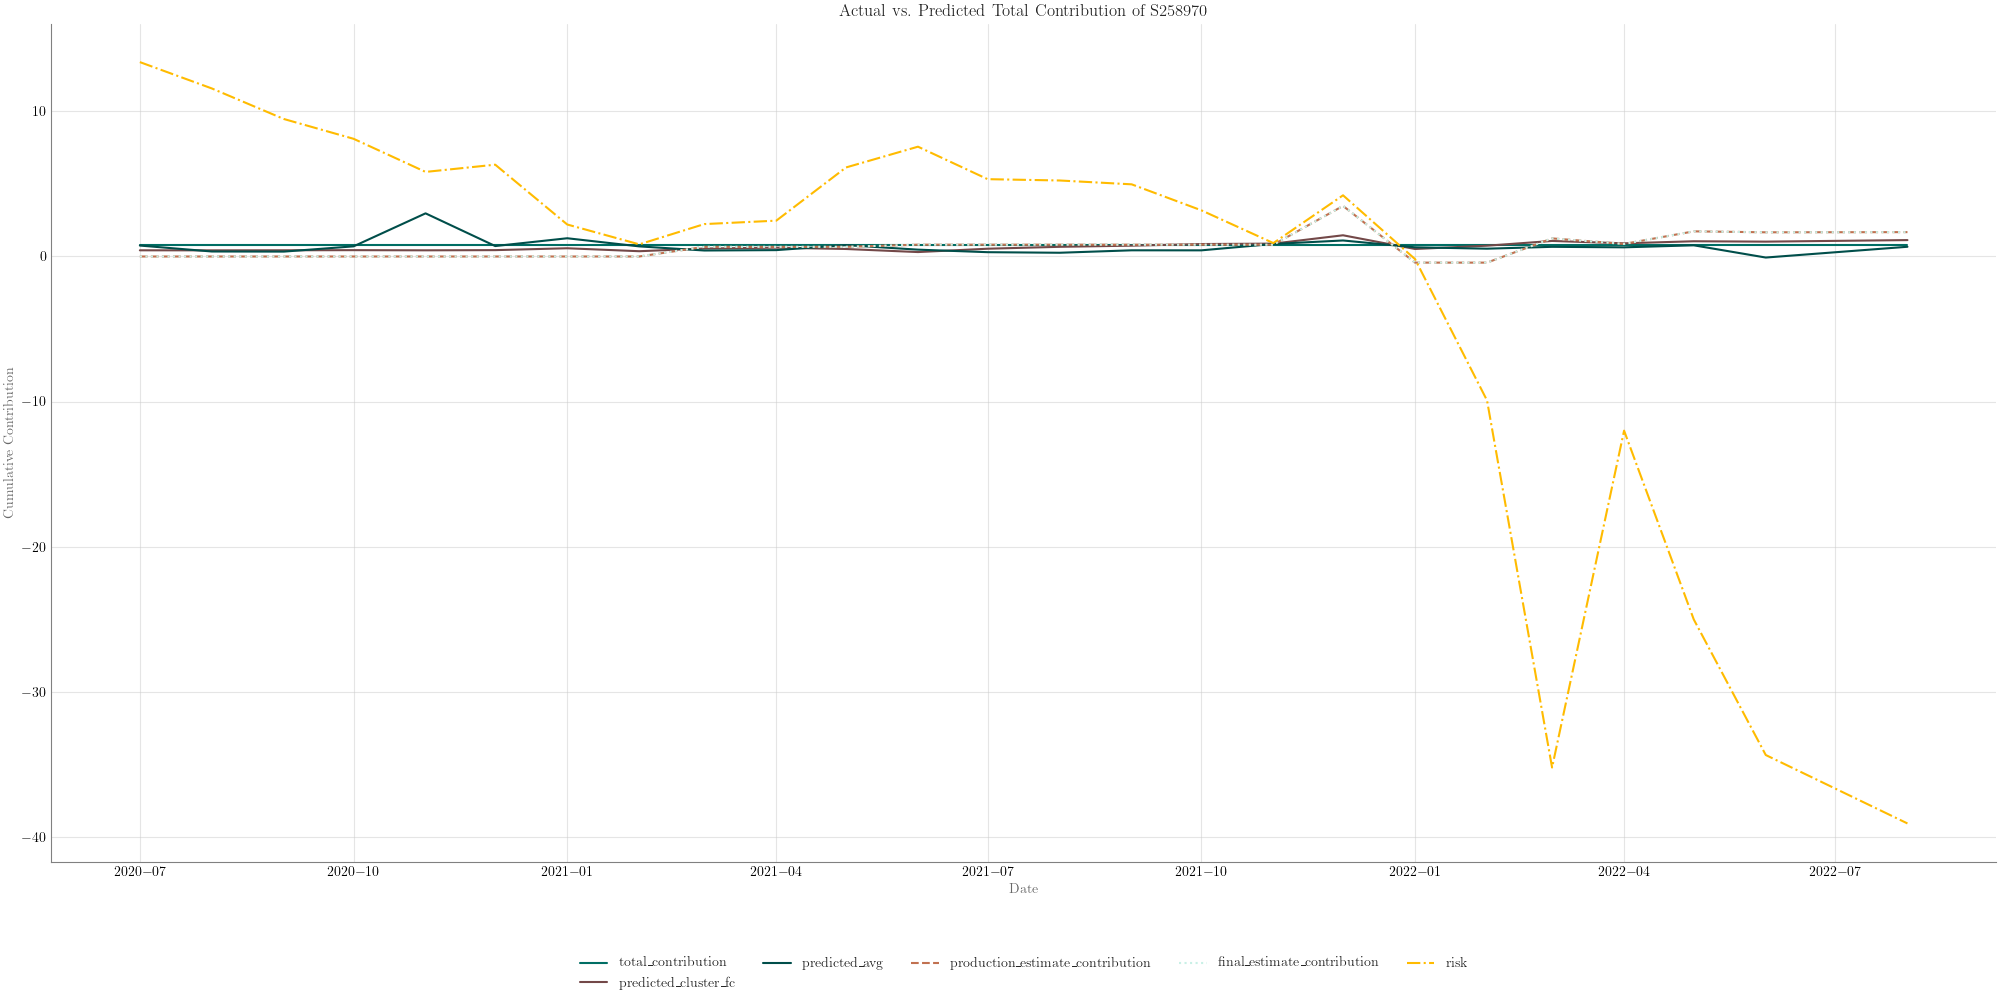 Actual vs. Predicted Total Contribution of S258970
10
0
−10
−20
−30
−40
Cumulative Contribution
2020−07 2020−10 2021−01 2021−04 2021−07 2021−10 2022−01 2022−04 2022−07
Date
total_contribution predicted_avg production_estimate_contribution final_estimate_contribution risk
predicted_cluster_fc